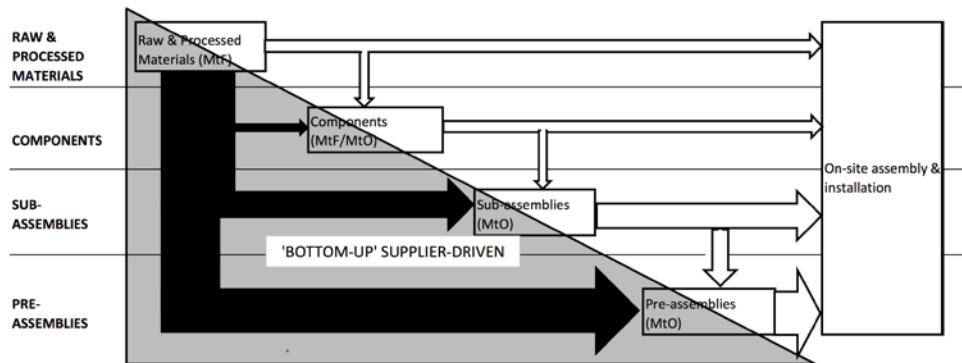 RAW &
PROCESSED
MATERIALS
Raw & Processed
Materials (MtF)
COMPONENTS
Components
(MtF/MtO)
On-site assembly &
installation
SUB-
ASSEMBLIES
Sub-assemblies
(MtO)
'BOTTOM-UP' SUPPLIER-DRIVEN
PRE-
ASSEMBLIES
Pre-assemblies
(MtO)